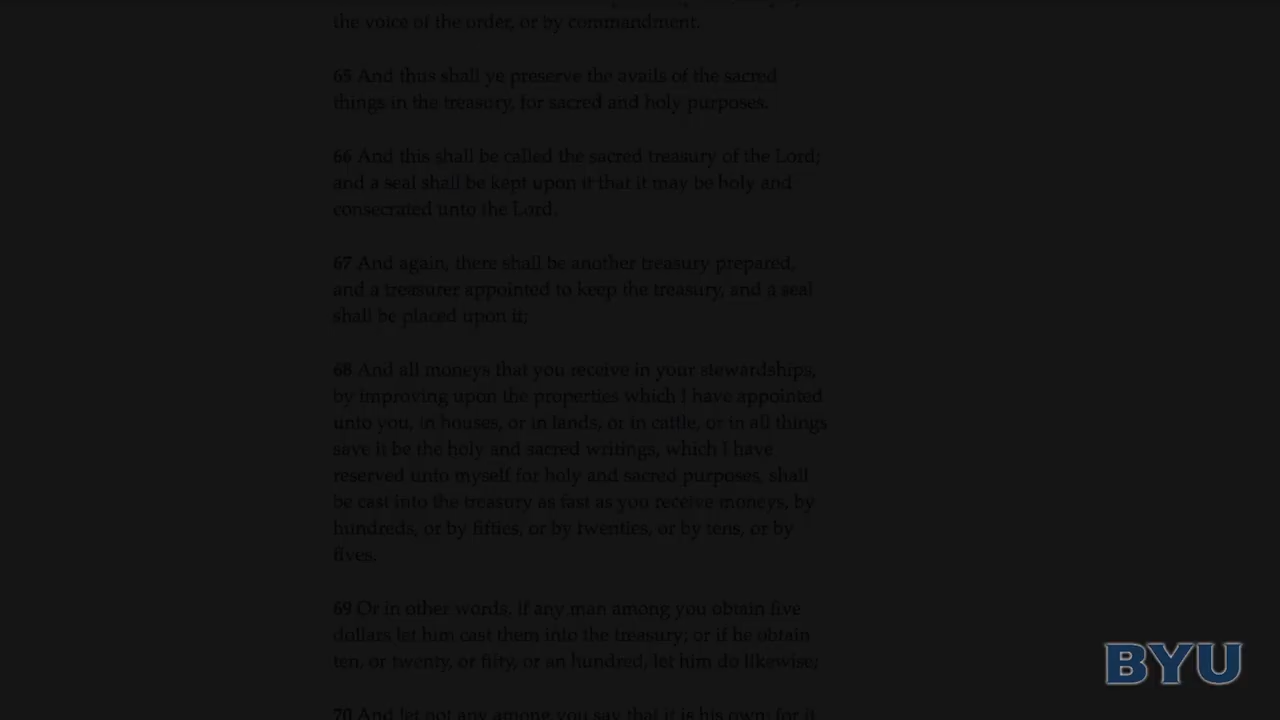 the voice of the order, or by commandment.
65 And thus shall ye preserve the avails of the sacred
things in the treasury, for sacred and holy purposes.
66 And this shall be called the sacred treasury of the Lord;
and a seal shall be kept upon it that it may be holy and
consecrated unto the Lord.
67 And again, there shall be another treasury prepared,
and a treasurer appointed to keep the treasury, and a seal
shall be placed upon it;
68 And all moneys that you receive in your stewardships,
by improving upon the properties which I have appointed
unto you, in houses, or in lands, or in cattle, or in all things
save it be the holy and sacred writings, which I have
reserved unto myself for holy and sacred purposes, shall
be cast into the treasury as fast as you receive moneys, by
hundreds, or by fifties, or by twenties, or by tens, or by
fives.
69 Or in other words, if any man among you obtain five
dollars let him cast them into the treasury; or if he obtain
ten, or twenty, or fifty, or an hundred, let him do likewise;
70 And let not any among you say that it is his own; for it
BYU